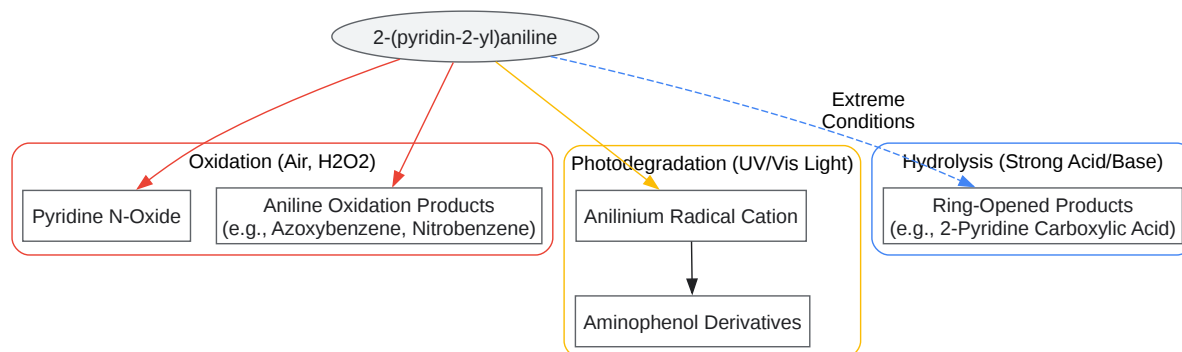 2-(pyridin-2-yl)aniline
Extreme
Conditions
Oxidation (Air, H2O2)
Pyridine N-Oxide
Aniline Oxidation Products
(e.g., Azoxybenzene, Nitrobenzene)
Photodegradation (UV/Vis Light)
Anilinium Radical Cation
Aminophenol Derivatives
Hydrolysis (Strong Acid/Base)
Ring-Opened Products
(e.g., 2-Pyridine Carboxylic Acid)